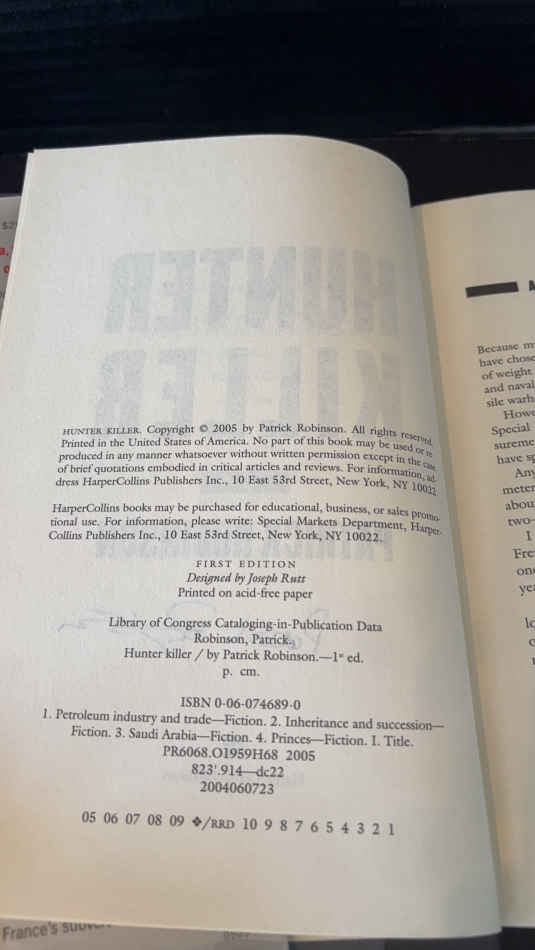 HUNTER KILLER. Copyright © 2005 by Patrick Robinson. All rights reserved.
Printed in the United States of America. No part of this book may be used or re
produced in any manner whatsoever without written permission except in the case
of brief quotations embodied in critical articles and reviews. For information, ad
dress HarperCollins Publishers Inc., 10 East 53rd Street, New York, NY 10022
HarperCollins books may be purchased for educational, business, or sales promo-
tional use. For information, please write: Special Markets Department, Harper-
Collins Publishers Inc., 10 East 53rd Street, New York, NY 10022.
FIRST EDITION
Designed by Joseph Rutt
Printed on acid-free paper
Library of Congress Cataloging-in-Publication Data
Robinson, Patrick.
Hunter killer / by Patrick Robinson.—1st ed.
p. cm.
ISBN 0-06-074689-0
1. Petroleum industry and trade—Fiction. 2. Inheritance and succession—
Fiction. 3. Saudi Arabia—Fiction. 4. Princes—Fiction. I. Title.
PR6068.O1959H68 2005
823'.914—dc22
2004060723
05 06 07 08 09 ❖/RRD 10 9 8 7 6 5 4 3 2 1
Because m
have chose
of weight
and naval
sile warh
Howe
Special
sureme
have sp
Any
meter
abou
two-
I
Fre
one
yea
lo
France's